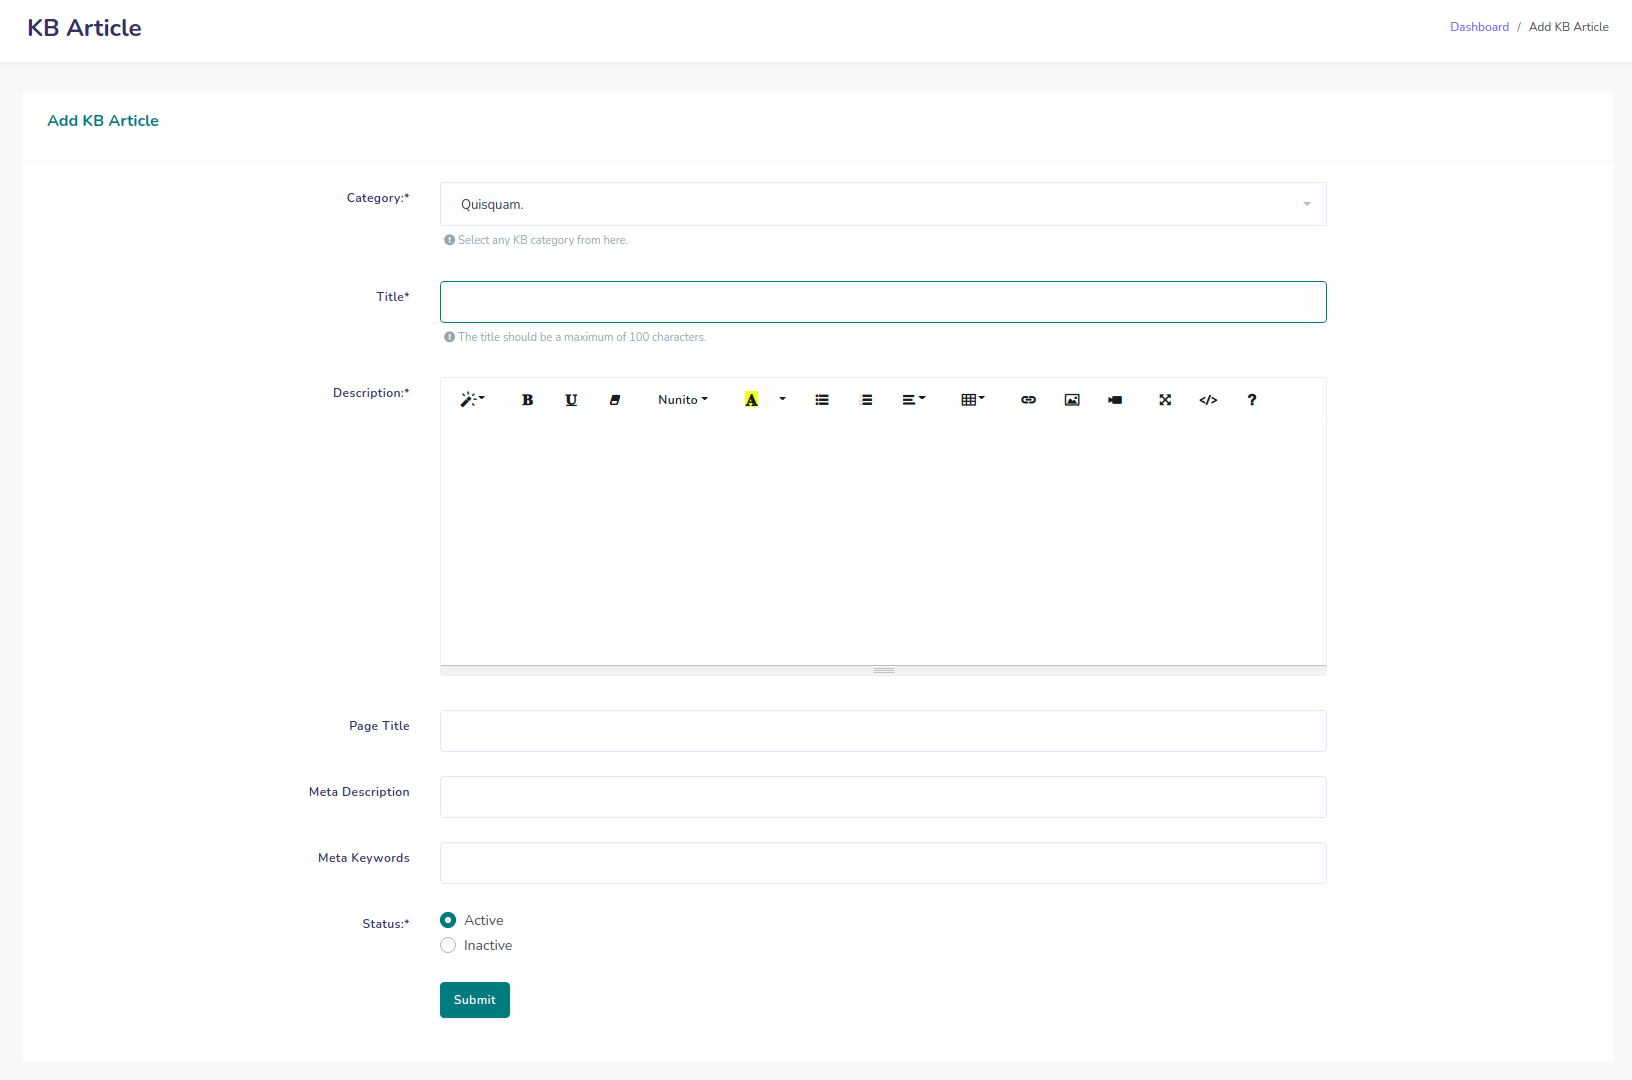 KB Article
Dashboard / Add KB Article
Add KB Article
Category:*
Quisquam.
Select any KB category from here.
Title*
The title should be a maximum of 100 characters.
Description:*
B U Nunito A </> ?
Page Title
Meta Description
Meta Keywords
Status:*
Active
Inactive
Submit